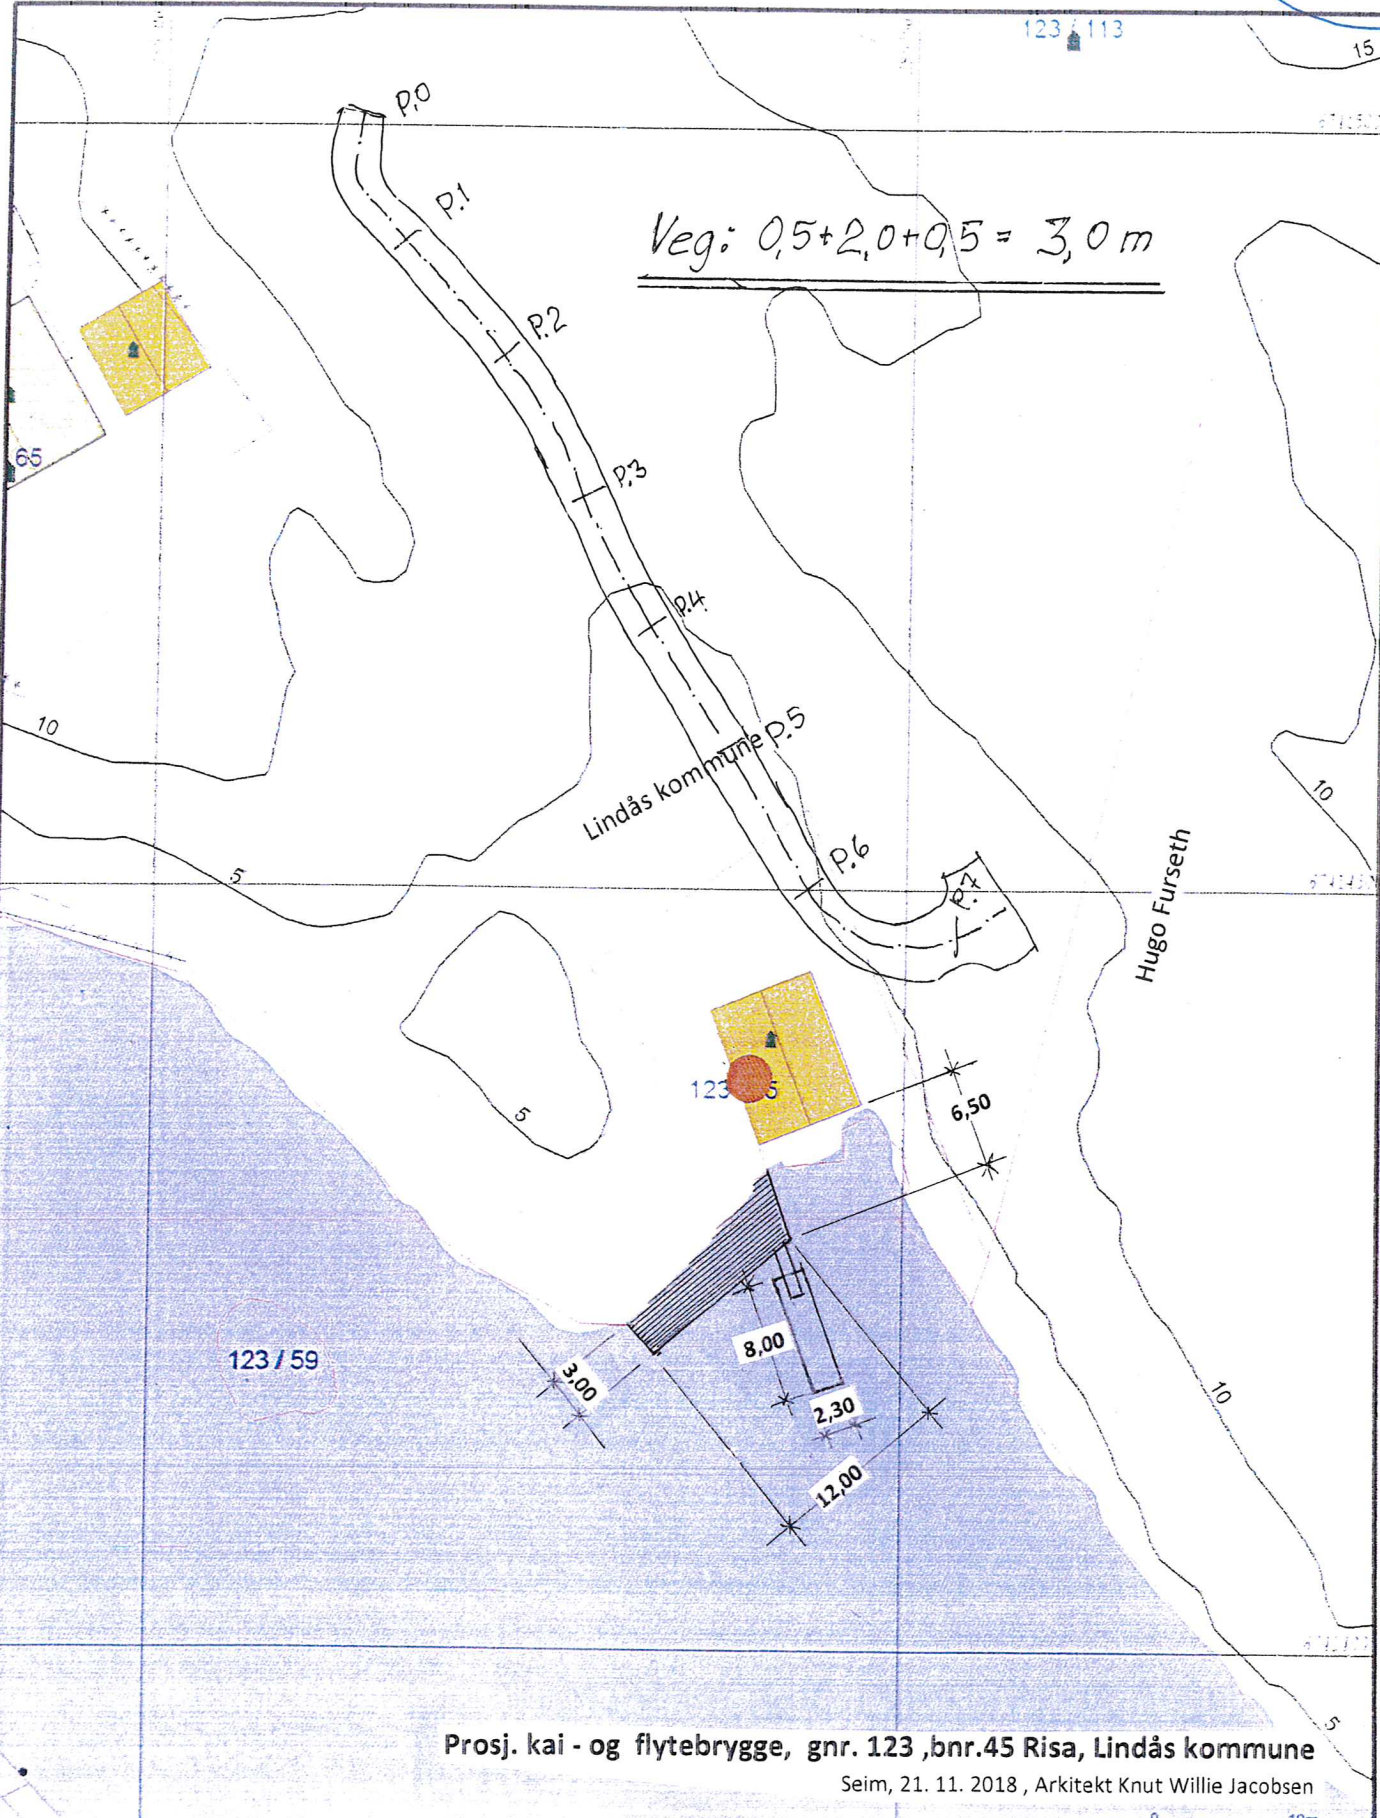 123 / 113
15
P.0
P.1
Veg: 0,5+2,0+0,5 = 3,0 m
P.2
65
P.3
P.4
10
P.5
Lindås kommune
10
5
P.6
P.7
Hugo Furseth
123 5
6,50
5
8,00
123 / 59
3,00
2,30
10
12,00
5
Prosj. kai - og flytebrygge, gnr. 123 ,bnr.45 Risa, Lindås kommune
Seim, 21. 11. 2018 , Arkitekt Knut Willie Jacobsen